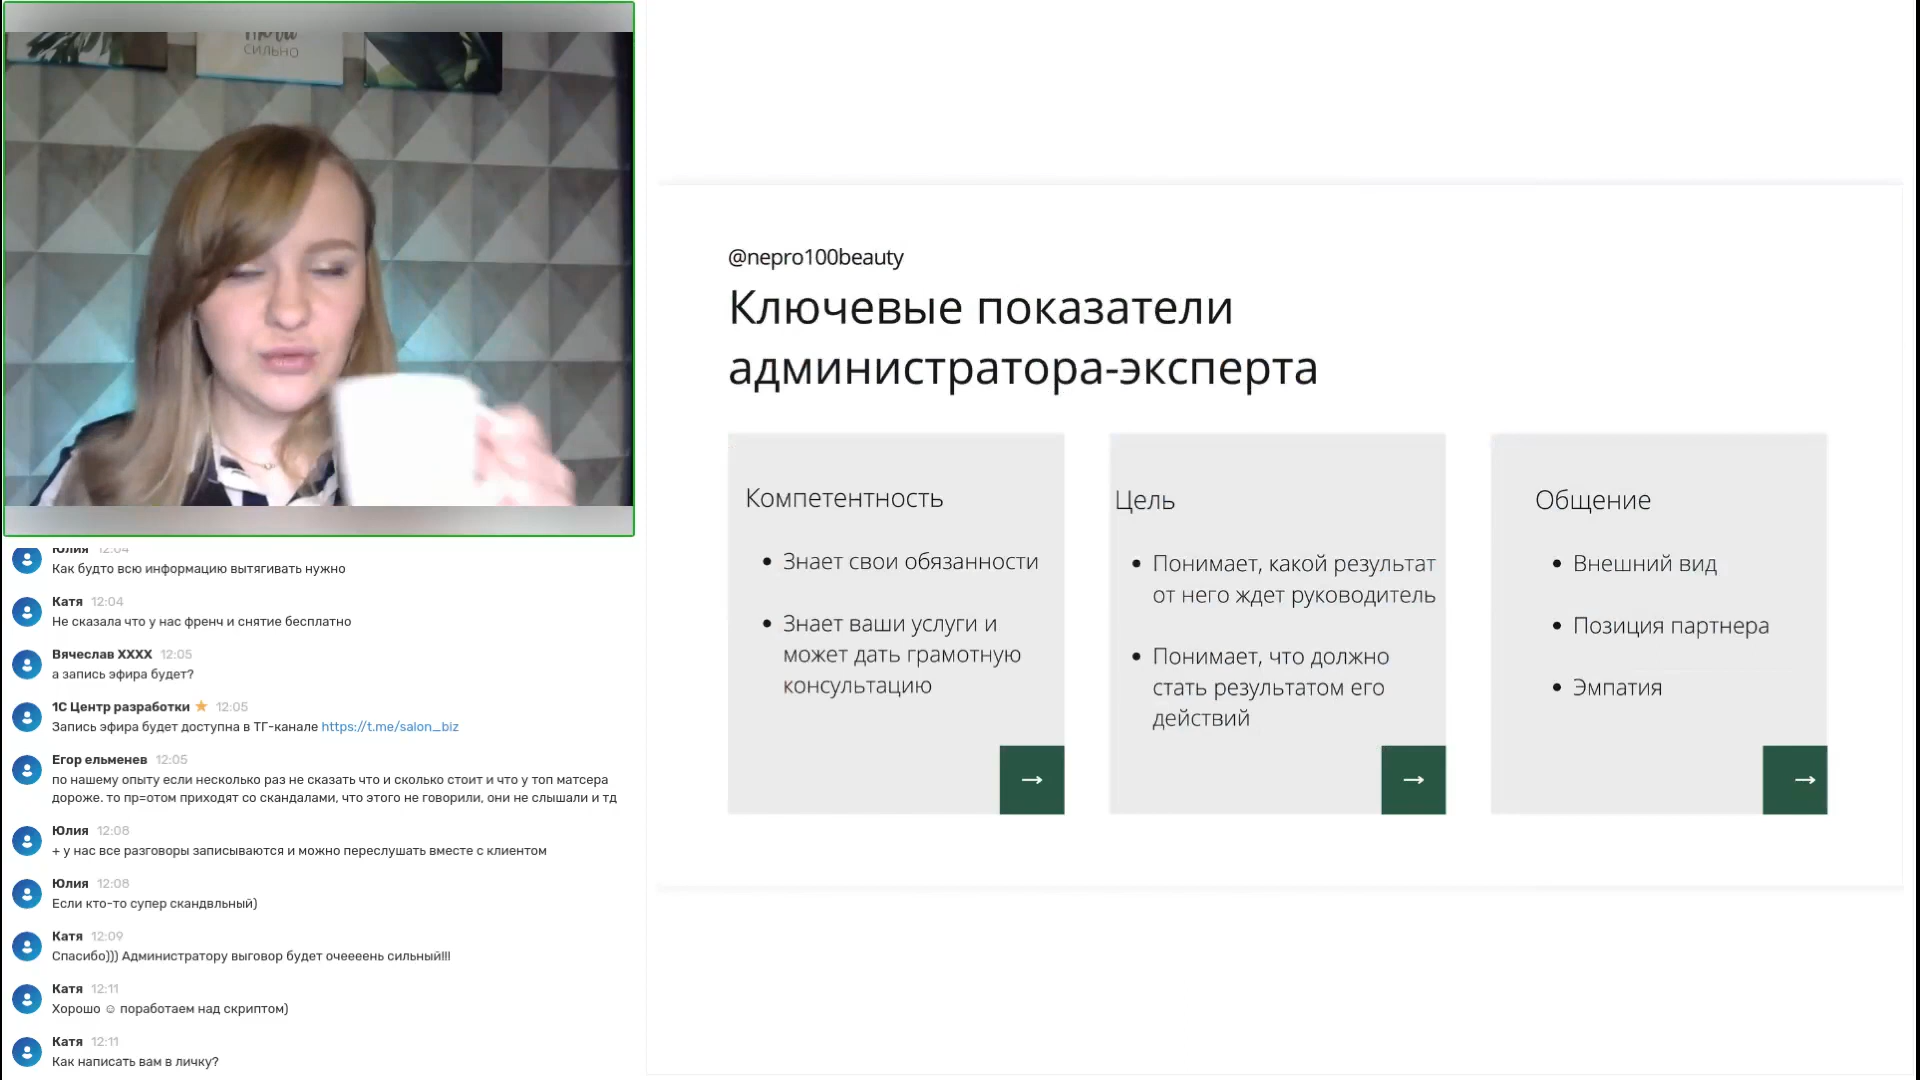 СИЛЬНО
Юлия 12:04
Как будто всю информацию вытягивать нужно
Катя 12:04
Не сказала что у нас френч и снятие бесплатно
Вячеслав ХХХХ 12:05
а запись эфира будет?
1С Центр разработки 12:05
Запись эфира будет доступна в ТГ-канале https://t.me/salon_biz
Егор ельменев 12:05
по нашему опыту если несколько раз не сказать что и сколько стоит и что у топ матсера
дороже. то пр=отом приходят со скандалами, что этого не говорили, они не слышали и тд
Юлия 12:08
+ у нас все разговоры записываются и можно переслушать вместе с клиентом
Юлия 12:08
Если кто-то супер скандвльный)
Катя 12:09
Спасибо))) Администратору выговор будет очеееень сильный!!!
Катя 12:11
Хорошо ☺ поработаем над скриптом)
Катя 12:11
Как написать вам в личку?
@nepro100beauty
Ключевые показатели
администратора-эксперта
Компетентность
• Знает свои обязанности
• Знает ваши услуги и
может дать грамотную
консультацию
→
Цель
• Понимает, какой результат
от него ждет руководитель
• Понимает, что должно
стать результатом его
действий
→
Общение
• Внешний вид
• Позиция партнера
• Эмпатия
→